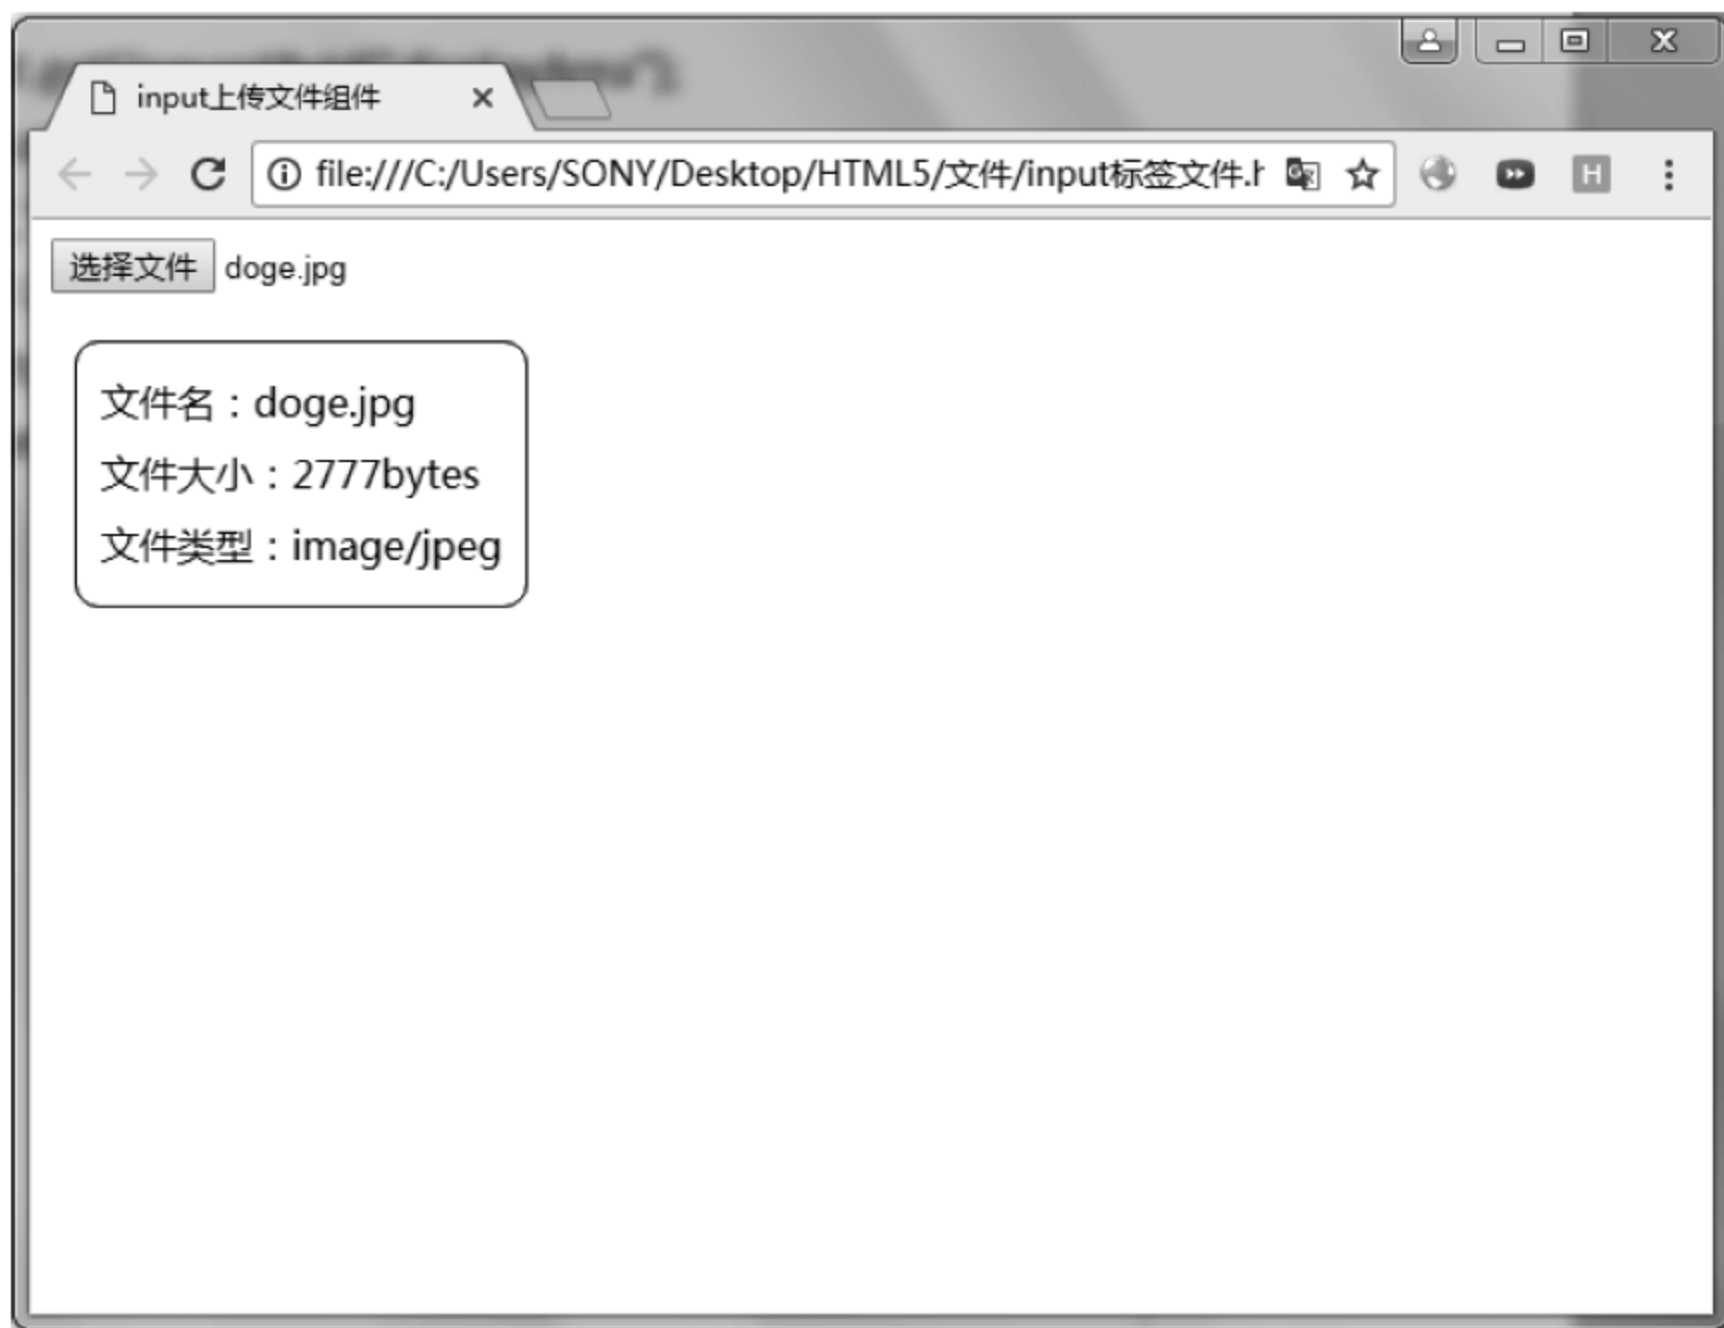 input上传文件组件
file:///C:/Users/SONY/Desktop/HTML5/文件/input标签文件.h
H
选择文件 doge.jpg
文件名：doge.jpg
文件大小：2777bytes
文件类型：image/jpeg